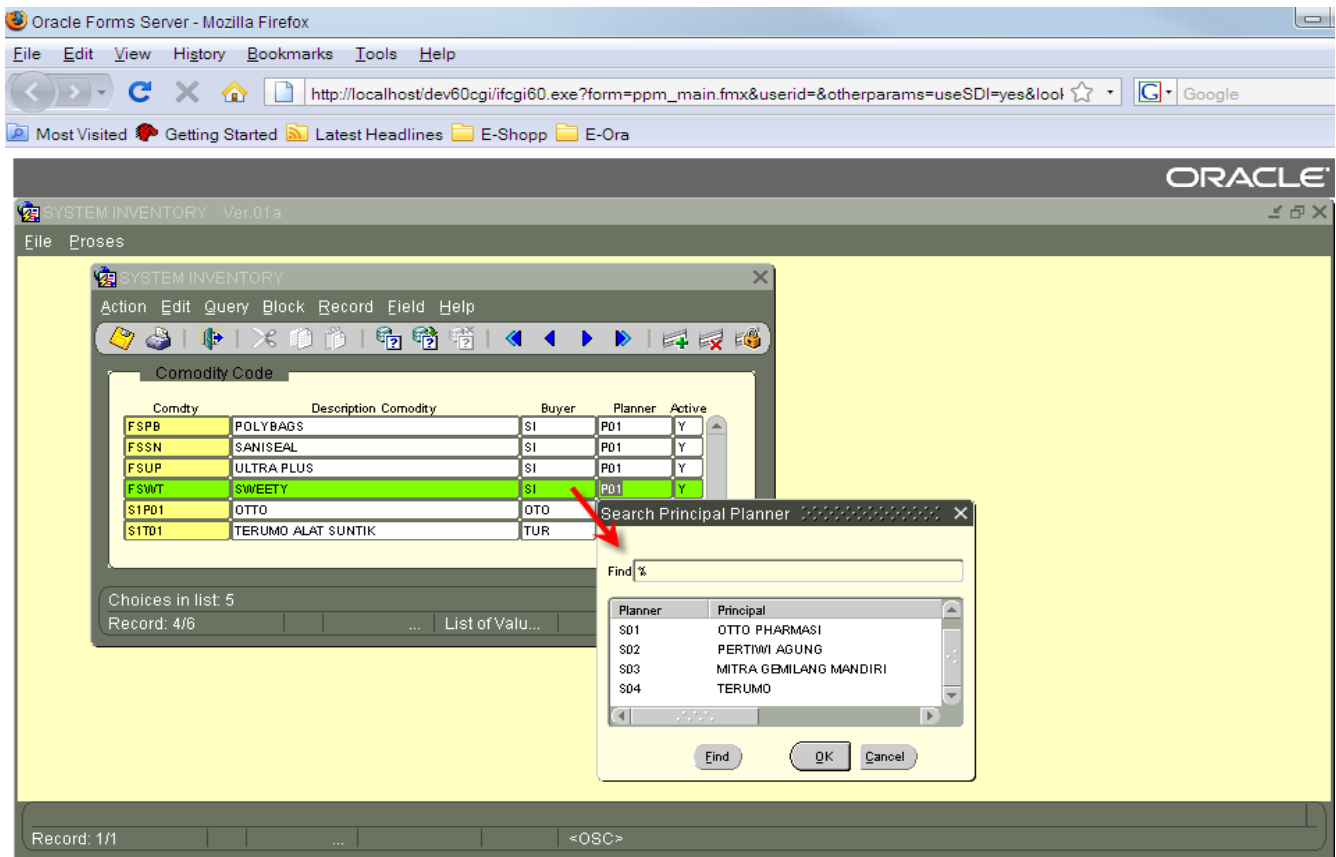 Oracle Forms Server - Mozilla Firefox
File Edit View History Bookmarks Tools Help
http://localhost/dev60cgi/ifcgi60.exe?form=ppm_main.fmx&userid=&otherparams=useSDI=yes&lool
Google
Most Visited Getting Started Latest Headlines E-Shopp E-Ora
ORACLE
SYSTEM INVENTORY Ver.01a
File Proses
SYSTEM INVENTORY
Action Edit Query Block Record Field Help
Comodity Code
Comdty Description Comodity Buyer Planner Active
FSPB POLYBAGS SI P01 Y
FSSN SANISEAL SI P01 Y
FSUP ULTRA PLUS SI P01 Y
FSWT SWEETY SI P01 Y
S1P01 OTTO OTO
S1TD1 TERUMO ALAT SUNTIK TUR
Choices in list: 5
Record: 4/6 ... List of Valu...
Search Principal Planner
Find %
Planner Principal
S01 OTTO PHARMASI
S02 PERTIWI AGUNG
S03 MITRA GEMILANG MANDIRI
S04 TERUMO
Find OK Cancel
Record: 1/1 ... <OSC>